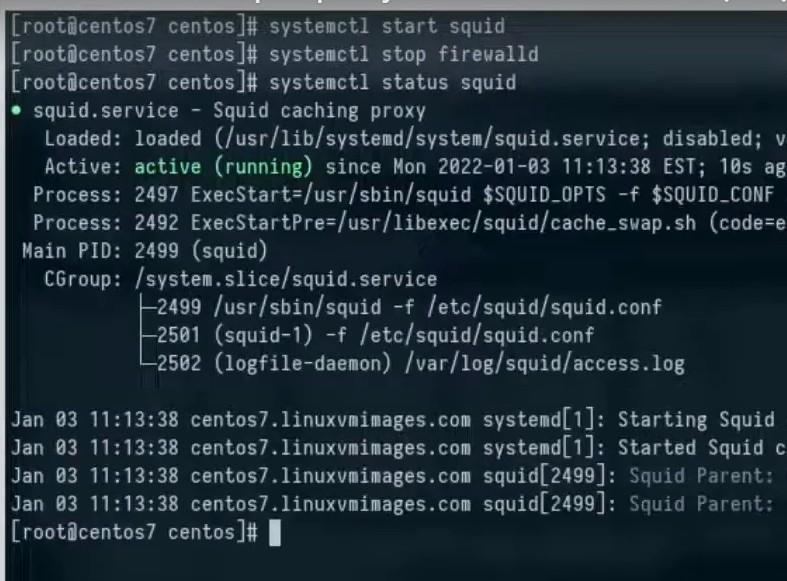 [root@centos7 centos]# systemctl start squid
[root@centos7 centos]# systemctl stop firewalld
[root@centos7 centos]# systemctl status squid
● squid.service - Squid caching proxy
Loaded: loaded (/usr/lib/systemd/system/squid.service; disabled; v
Active: active (running) since Mon 2022-01-03 11:13:38 EST; 10s ag
Process: 2497 ExecStart=/usr/sbin/squid $SQUID_OPTS -f $SQUID_CONF
Process: 2492 ExecStartPre=/usr/libexec/squid/cache_swap.sh (code=e
Main PID: 2499 (squid)
CGroup: /system.slice/squid.service
├─2499 /usr/sbin/squid -f /etc/squid/squid.conf
├─2501 (squid-1) -f /etc/squid/squid.conf
└─2502 (logfile-daemon) /var/log/squid/access.log
Jan 03 11:13:38 centos7.linuxvmimages.com systemd[1]: Starting Squid
Jan 03 11:13:38 centos7.linuxvmimages.com systemd[1]: Started Squid c
Jan 03 11:13:38 centos7.linuxvmimages.com squid[2499]: Squid Parent:
Jan 03 11:13:38 centos7.linuxvmimages.com squid[2499]: Squid Parent:
[root@centos7 centos]#